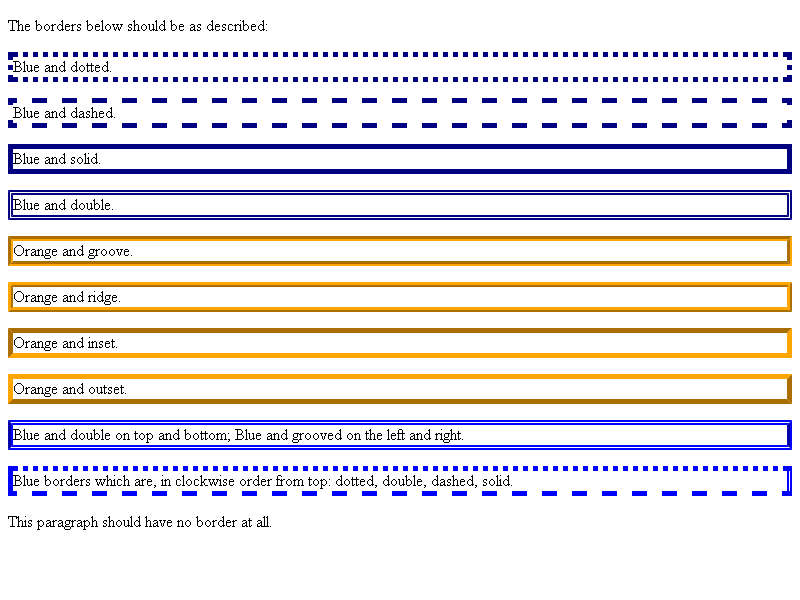 The borders below should be as described:
Blue and dotted.
Blue and dashed.
Blue and solid.
Blue and double.
Orange and groove.
Orange and ridge.
Orange and inset.
Orange and outset.
Blue and double on top and bottom; Blue and grooved on the left and right.
Blue borders which are, in clockwise order from top: dotted, double, dashed, solid.
This paragraph should have no border at all.